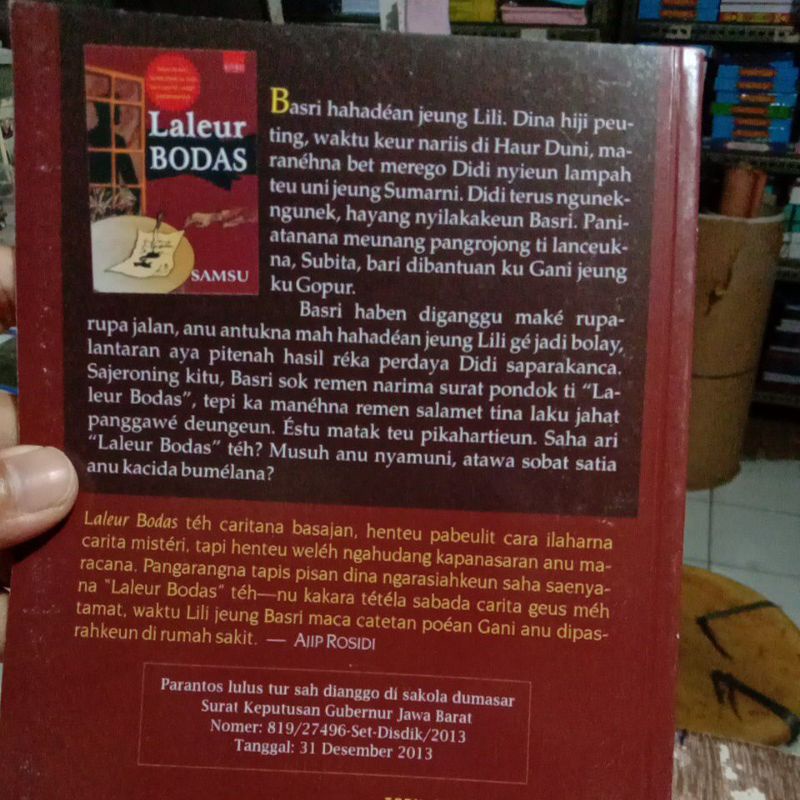 Laleur
BODAS
SAMSU
Basri hahadéan jeung Lili. Dina hiji peu-
ting, waktu keur nariis di Haur Duni, ma-
ranéhna bet merego Didi nyieun lampah
teu uni jeung Sumarni. Didi terus ngunek-
ngunek, hayang nyilakakeun Basri. Pani-
atanana meunang pangrojong ti lanceuk-
na, Subita, bari dibantuan ku Gani jeung
ku Gopur.
Basri haben diganggu maké rupa-
rupa jalan, anu antukna mah hahadéan jeung Lili gé jadi bolay,
lantaran aya pitenah hasil réka perdaya Didi saparakanca.
Sajeroning kitu, Basri sok remen narima surat pondok ti “La-
leur Bodas”, tepi ka manéhna remen salamet tina laku jahat
panggawé deungeun. Éstu matak teu pikahartieun. Saha ari
“Laleur Bodas” téh? Musuh anu nyamuni, atawa sobat satia
anu kacida bumélana?
Laleur Bodas téh caritana basajan, henteu pabeulit cara ilaharna
carita mistéri, tapi henteu weléh ngahudang kapanasaran anu ma-
racana. Pangarangna tapis pisan dina ngarasiahkeun saha saenya-
na “Laleur Bodas” téh—nu kakara tétéla sabada carita geus méh
tamat, waktu Lili jeung Basri maca catetan poéan Gani anu dipas-
rahkeun di rumah sakit. — AJIP ROSIDI
Parantos lulus tur sah dianggo di sakola dumasar
Surat Keputusan Gubernur Jawa Barat
Nomer: 819/27496-Set-Disdik/2013
Tanggal: 31 Desember 2013